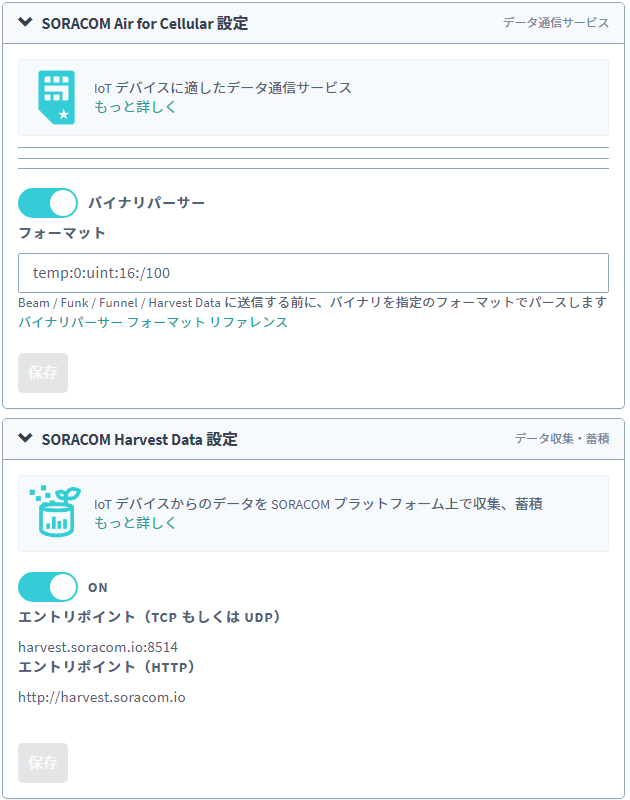 SORACOM Air for Cellular 設定
データ通信サービス
IoT デバイスに適したデータ通信サービス
もっと詳しく
バイナリパーサー
フォーマット
temp:0:uint:16:/100
Beam / Funk / Funnel / Harvest Data に送信する前に、バイナリを指定のフォーマットでパースします
バイナリパーサー フォーマット リファレンス
保存
SORACOM Harvest Data 設定
データ収集・蓄積
IoT デバイスからのデータを SORACOM プラットフォーム上で収集、蓄積
もっと詳しく
ON
エントリポイント（TCP もしくは UDP）
harvest.soracom.io:8514
エントリポイント（HTTP）
http://harvest.soracom.io
保存